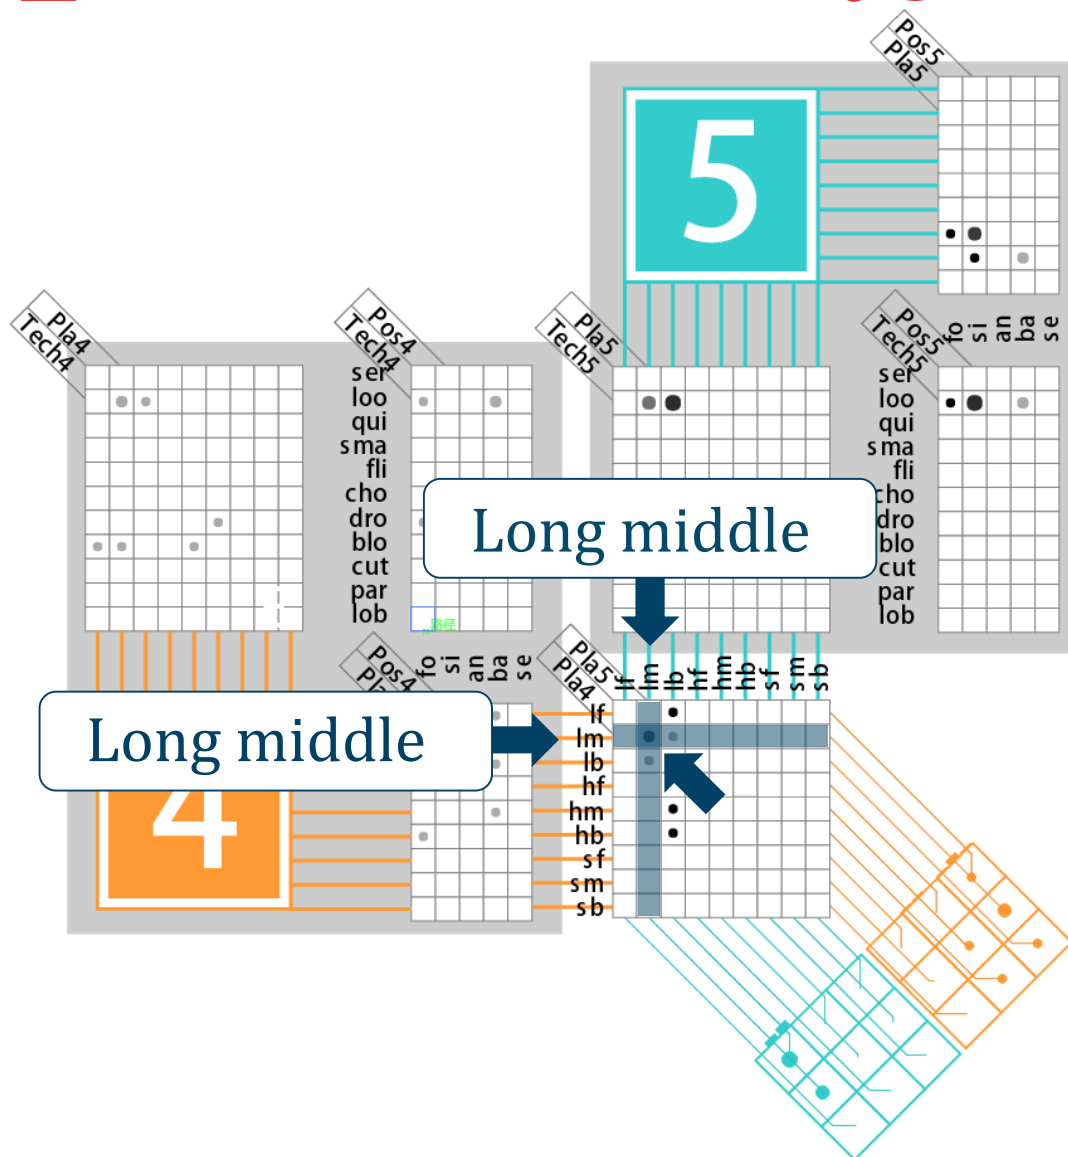 Pos5
Pla5
5
fo
si
an
ba
se
Pla4
Tech4
Pos4
Tech4
Pla5
Tech5
Pos5
Tech5
ser
loo
qui
sma
fli
cho
dro
blo
cut
par
lob
ser
loo
qui
sma
fli
cho
dro
blo
cut
par
lob
路径
Long middle
fo
si
an
ba
se
Pos4
Pla5
Pla4
lf
lm
lb
hf
hm
hb
sf
sm
sb
Long middle
4
lf
lm
lb
hf
hm
hb
sf
sm
sb